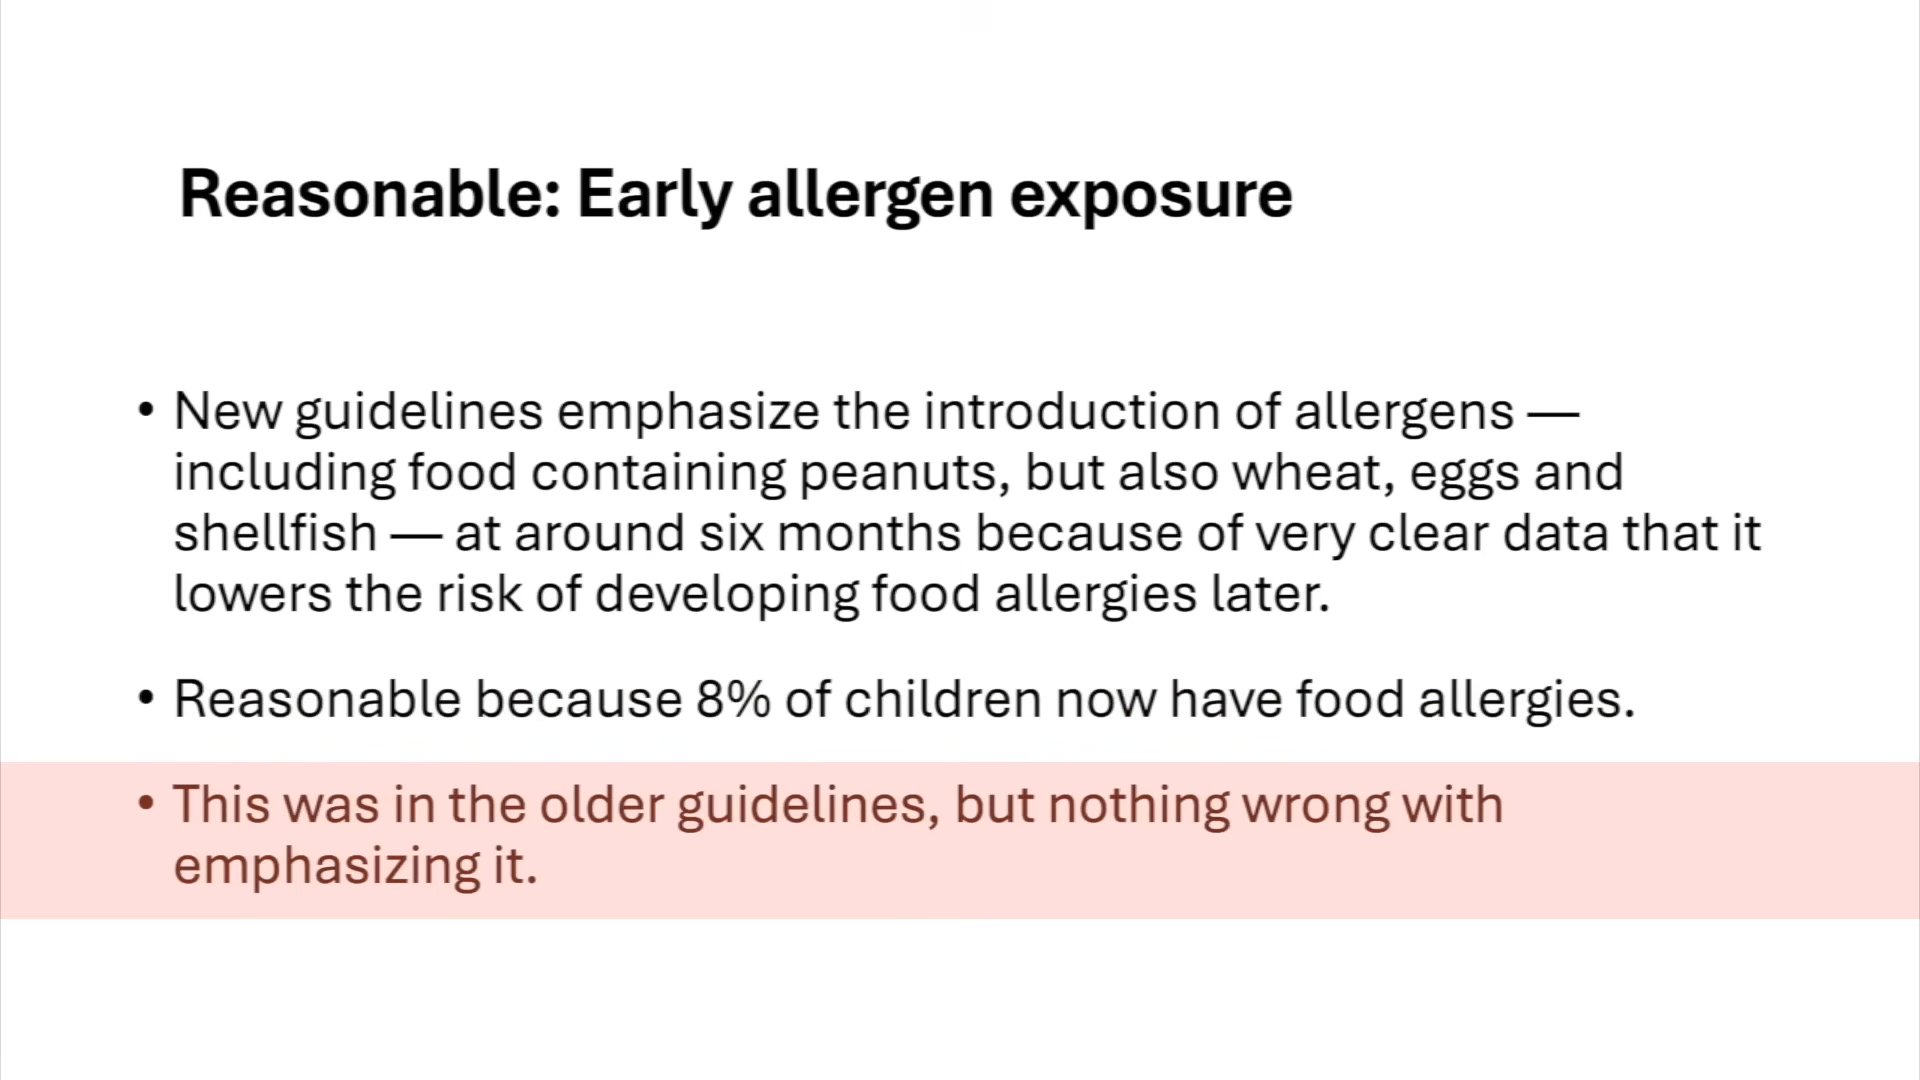 Reasonable: Early allergen exposure
• New guidelines emphasize the introduction of allergens —
including food containing peanuts, but also wheat, eggs and
shellfish — at around six months because of very clear data that it
lowers the risk of developing food allergies later.
• Reasonable because 8% of children now have food allergies.
• This was in the older guidelines, but nothing wrong with
emphasizing it.